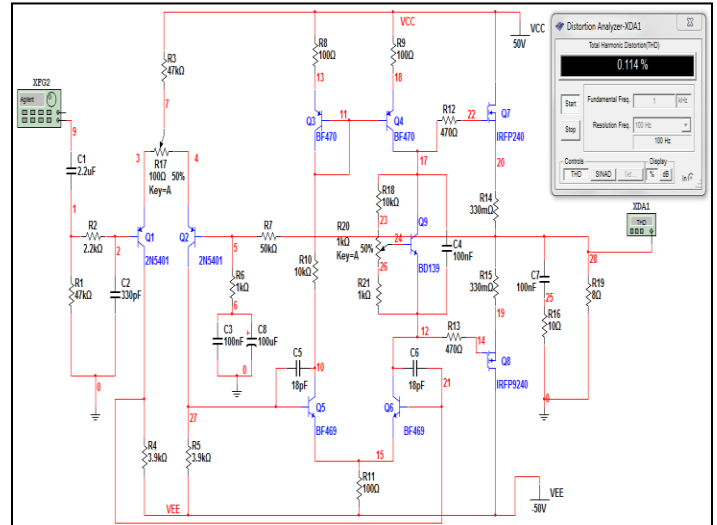 VCC
VCC
50V
R8
100Ω
R9
100Ω
R3
47kΩ
13
18
XFG2
Agilent
7
9
Q3
11
Q4
R12
22
Q7
BF470
BF470
470Ω
IRFP240
C1
2.2uF
3
4
R17
100Ω 50%
Key=A
17
20
R18
10kΩ
R14
330mΩ
XDA1
THD
1
R2
2.2kΩ
2
Q1
2N5401
Q2
2N5401
5
R7
50kΩ
R20
1kΩ
Key=A
50%
23
24
26
Q9
BD139
C4
100nF
28
R10
10kΩ
R6
1kΩ
6
R21
1kΩ
R15
330mΩ
C7
100nF
25
R19
8Ω
R1
47kΩ
C2
330pF
C3
100nF
C8
100uF
19
R16
10Ω
12
R13
470Ω
14
Q8
IRFP9240
0
0
0
C5
18pF
10
C6
18pF
21
27
Q5
BF469
Q6
BF469
15
R4
3.9kΩ
R5
3.9kΩ
R11
100Ω
VEE
VEE
-50V
Distortion Analyzer-XDA1
Total Harmonic Distortion(THD)
0.114 %
Start
Stop
Fundamental Freq.
1
kHz
Resolution Freq.
100 Hz
100 Hz
Controls
Display
THD
SINAD
Set...
%
dB
In